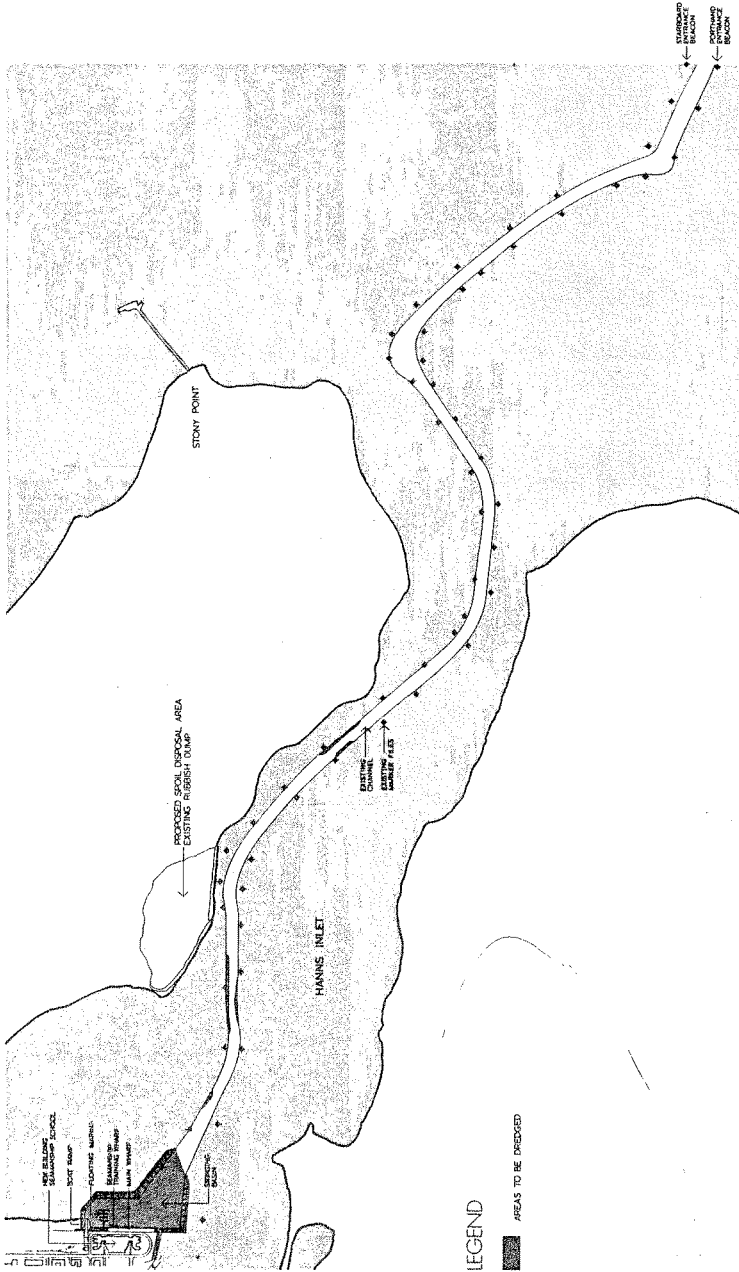 STARBOARD
ENTRANCE
BEACON
PORTHAND
ENTRANCE
BEACON
STONY POINT
PROPOSED SPOIL DISPOSAL AREA
EXISTING RUBBISH DUMP
EXISTING
CHANNEL
EXISTING
MARKER PILES
HANNS INLET
NEW BUILDING
SEAMANSHIP SCHOOL
BOAT RAMP
FLOATING
SEAMANSHIP
TRAINING WHARF
MAIN WHARF
BASIN
LEGEND
AREAS TO BE DREDGED